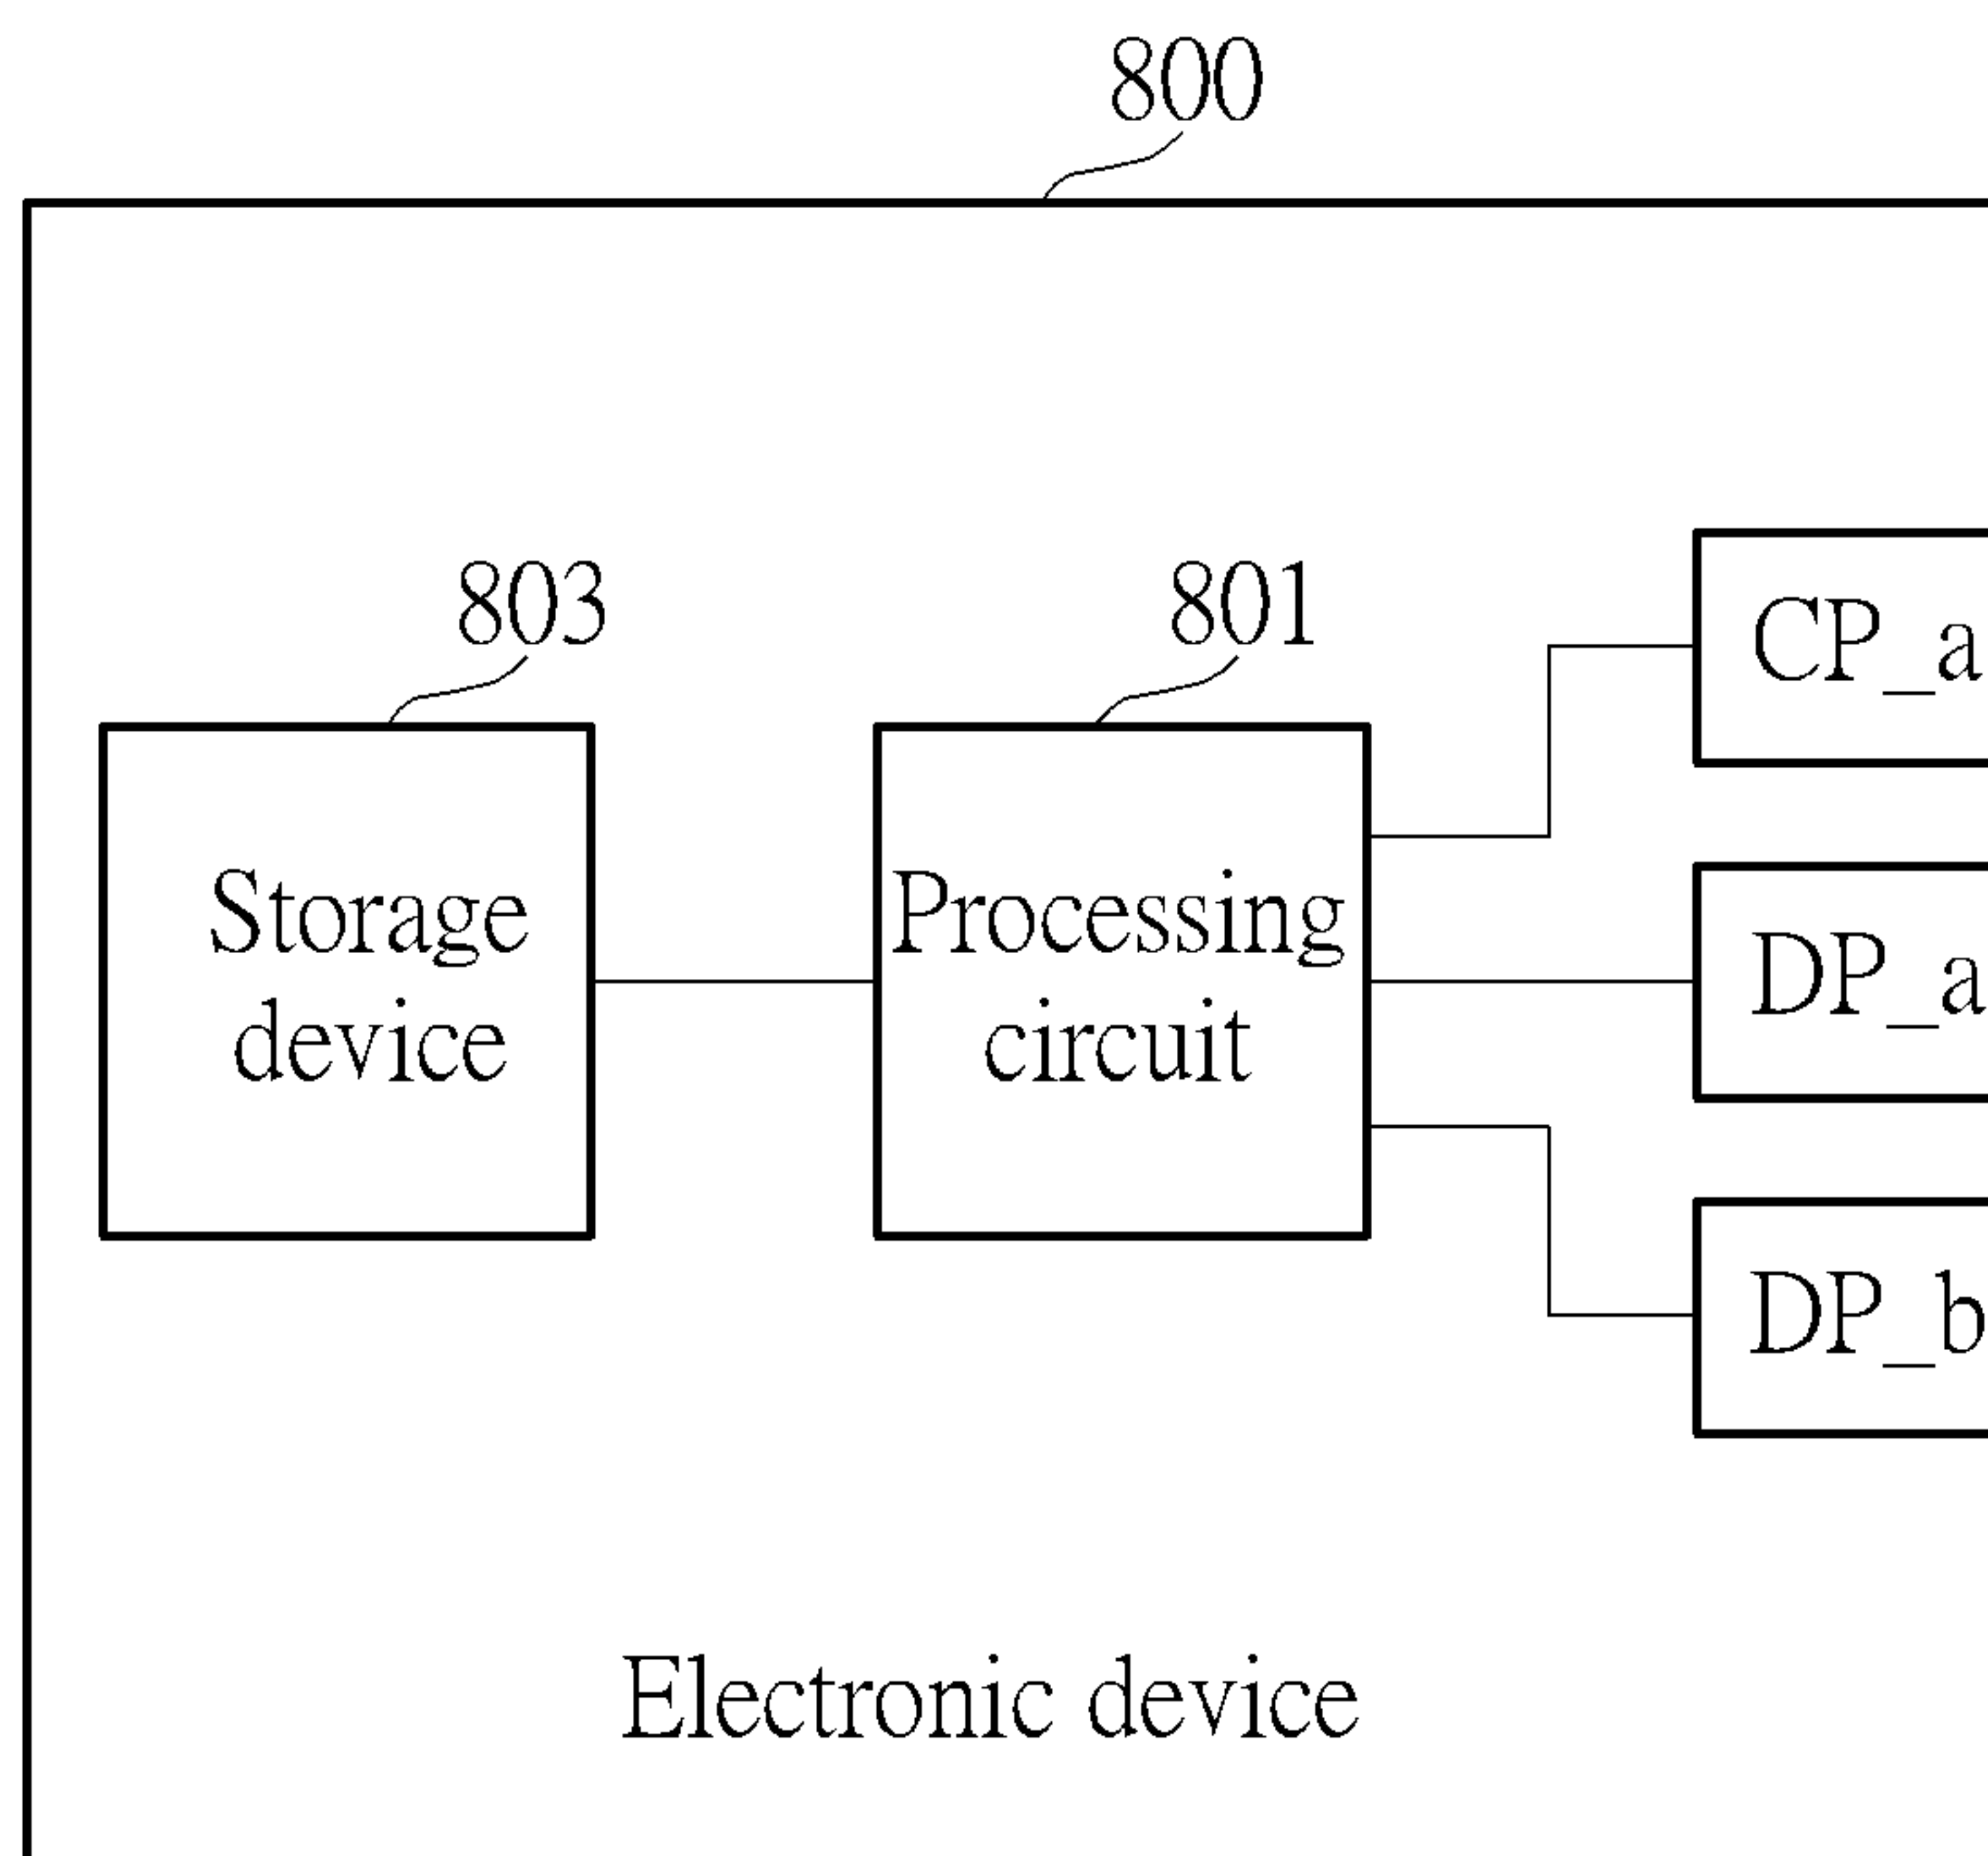 800
803
801
CP_a
Storage
device
Processing
circuit
DP_a
DP_b
Electronic device